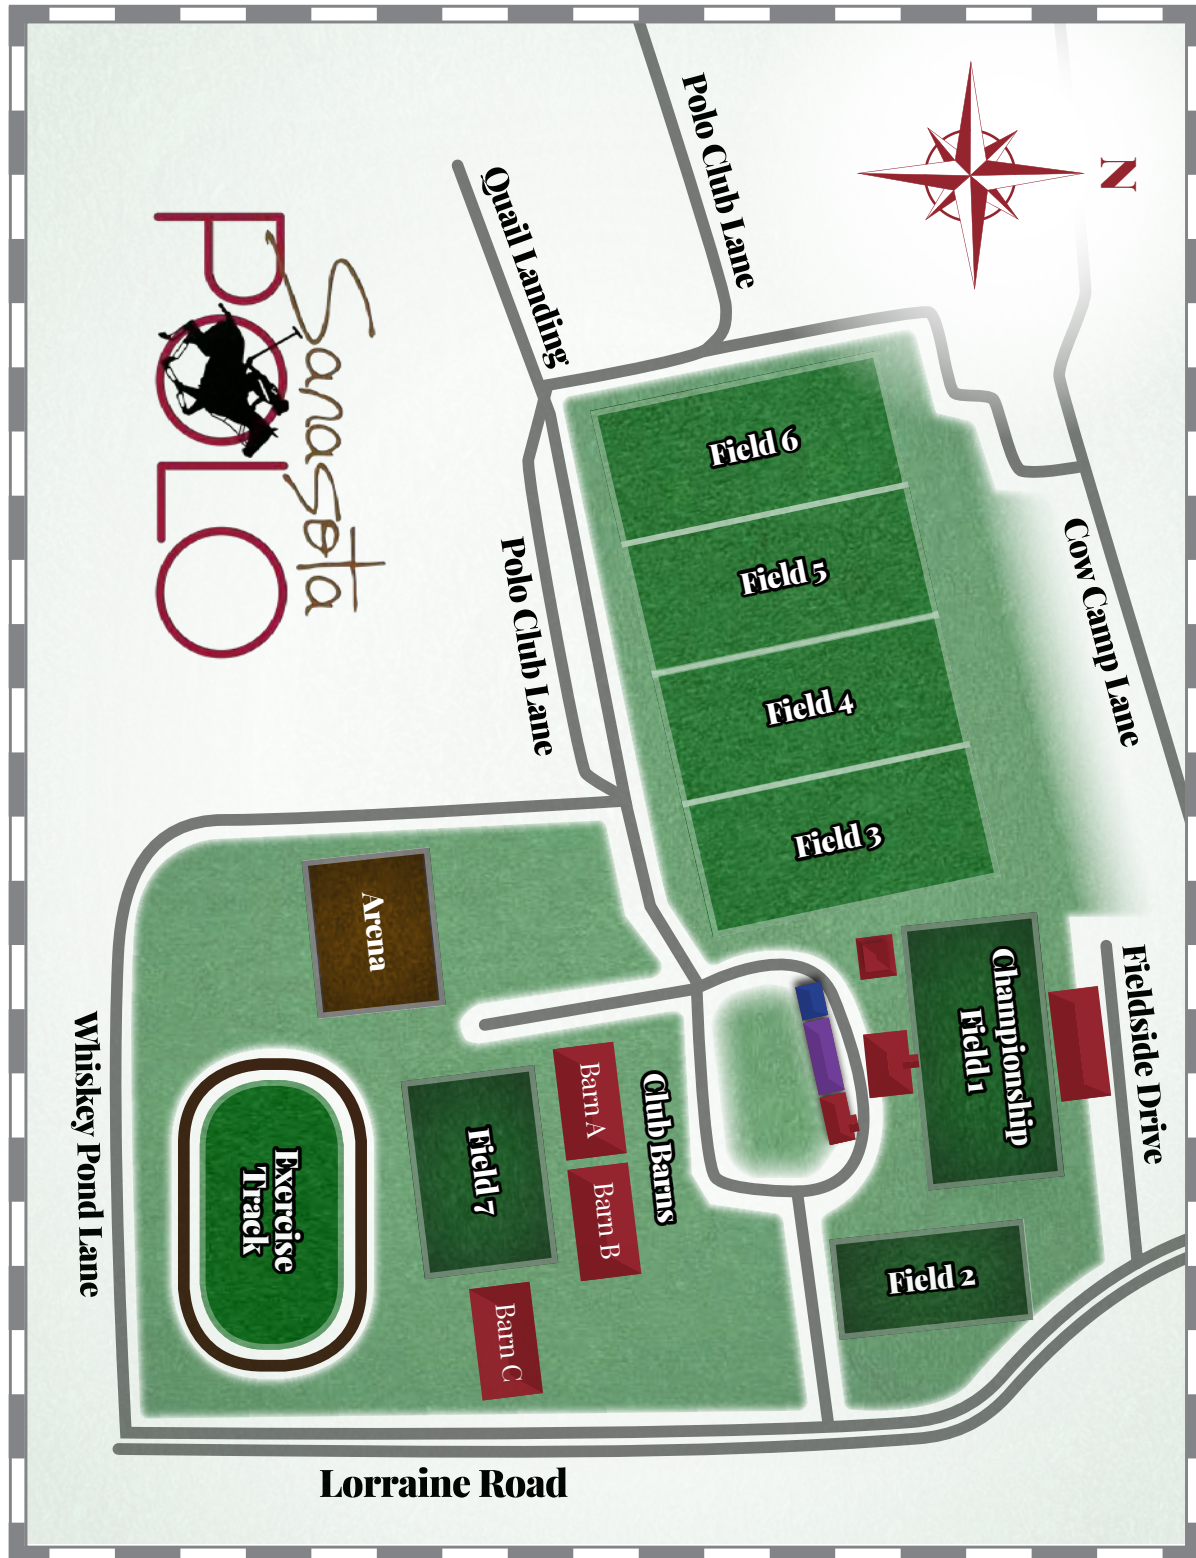 N
Polo Club Lane
Quail Landing
Sarasota
POLO
Field 6
Field 5
Field 4
Field 3
Cow Camp Lane
Polo Club Lane
Championship
Field 1
Fieldside Drive
Arena
Club Barns
Barn A
Barn B
Barn C
Field 7
Field 2
Exercise
Track
Whiskey Pond Lane
Lorraine Road